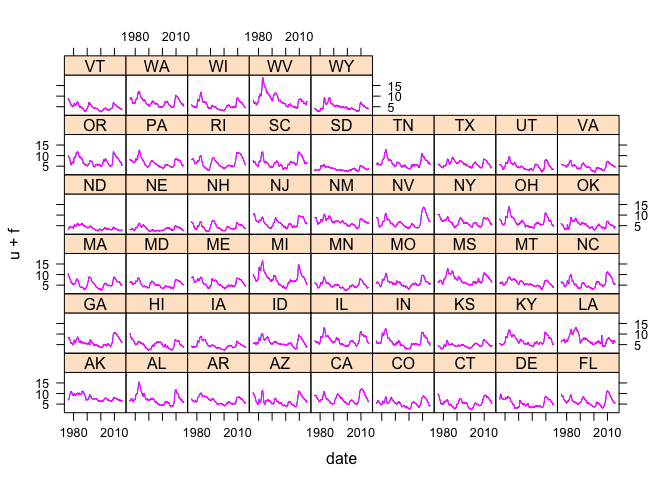 1980 2010 1980 2010
VT WA WI WV WY
15
10
5
OR PA RI SC SD TN TX UT VA
15
10
5
ND NE NH NJ NM NV NY OH OK
15
10
5
MA MD ME MI MN MO MS MT NC
15
10
5
GA HI IA ID IL IN KS KY LA
15
10
5
AK AL AR AZ CA CO CT DE FL
15
10
5
1980 2010 1980 2010 1980 2010 1980 2010
date
u + f